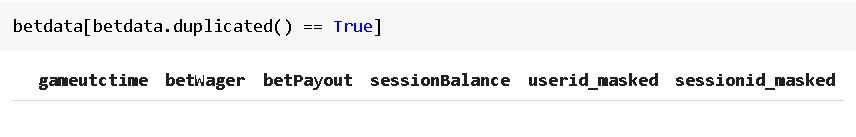 betdata[betdata.duplicated() == True]
gameutctime betWager betPayout sessionBalance userid_masked sessionid_masked